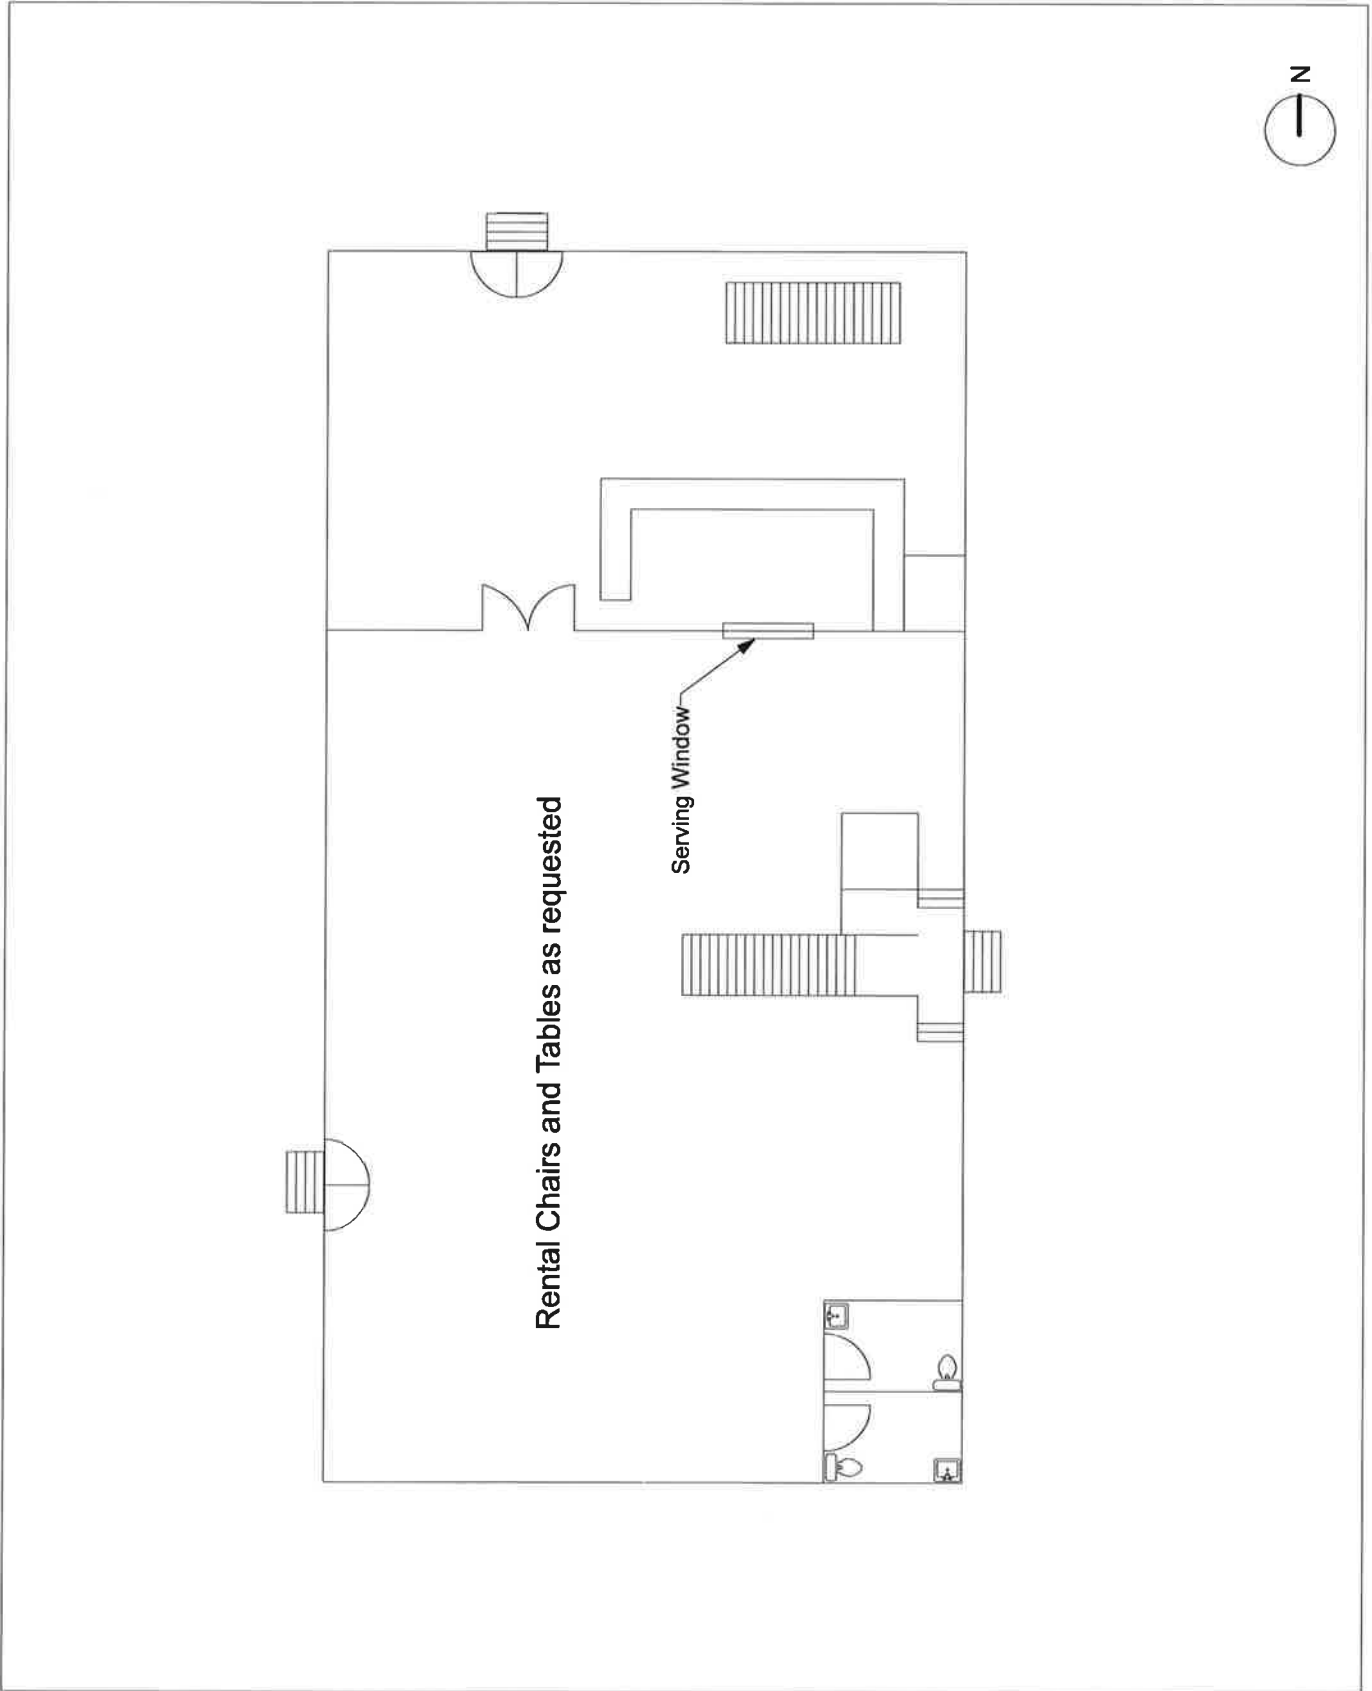 N
Rental Chairs and Tables as requested
Serving Window